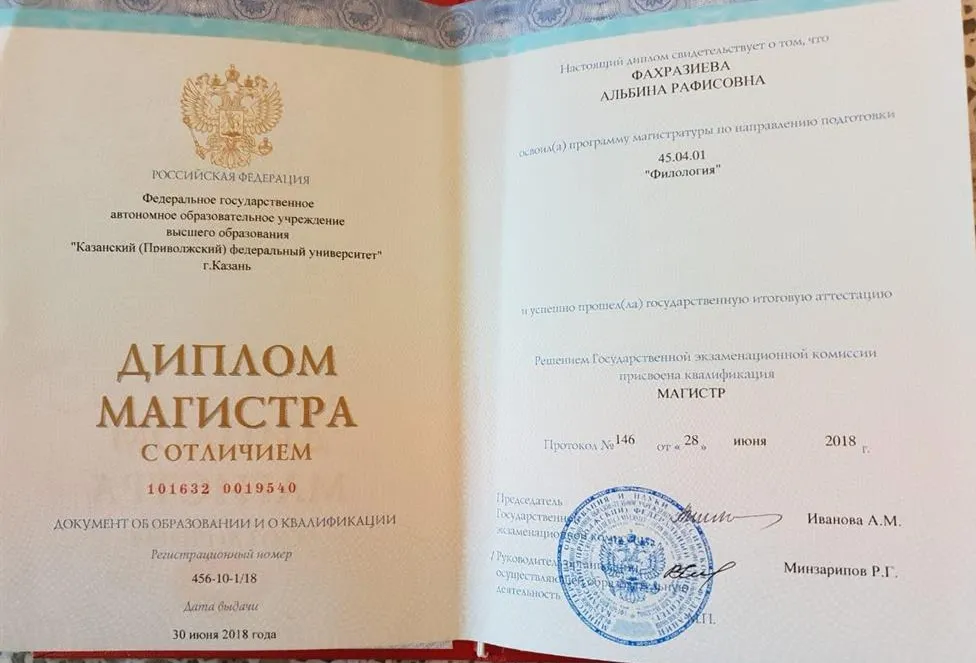 РОССИЙСКАЯ ФЕДЕРАЦИЯ
Федеральное государственное
автономное образовательное учреждение
высшего образования
"Казанский (Приволжский) федеральный университет"
г.Казань
ДИПЛОМ
МАГИСТРА
С ОТЛИЧИЕМ
101632 0019540
ДОКУМЕНТ ОБ ОБРАЗОВАНИИ И О КВАЛИФИКАЦИИ
Регистрационный номер
456-10-1/18
Дата выдачи
30 июня 2018 года
Настоящий диплом свидетельствует о том, что
ФАХРАЗИЕВА
АЛЬБИНА РАФИСОВНА
освоил(а) программу магистратуры по направлению подготовки
45.04.01
"Филология"
и успешно прошел(ла) государственную итоговую аттестацию
Решением Государственной экзаменационной комиссии
присвоена квалификация
МАГИСТР
Протокол № 146 от « 28 » июня 2018 г.
Председатель
Государственной
экзаменационной комиссии
Иванова А.М.
Руководитель организации,
осуществляющей образовательную
деятельность
Минзарипов Р.Г.
М.П.